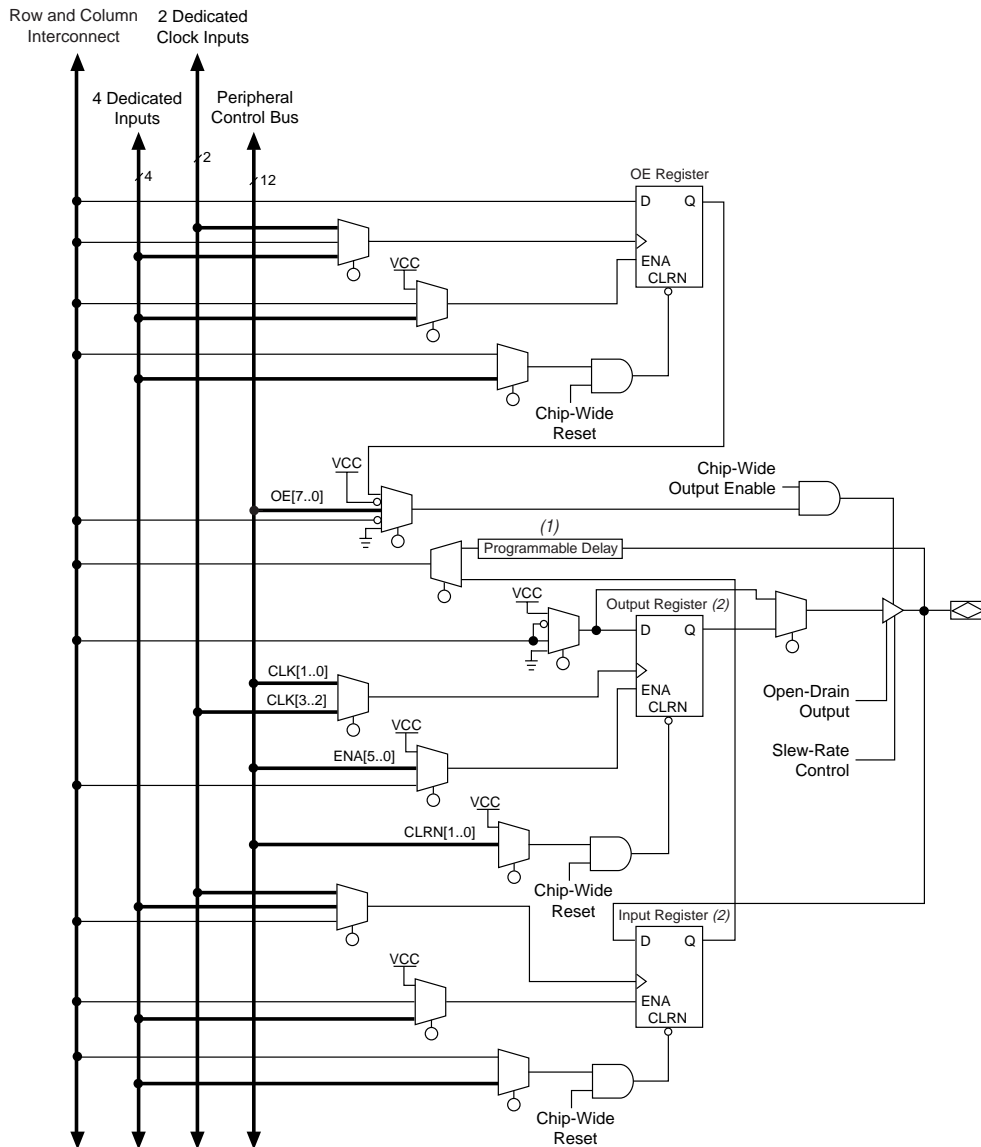 Row and Column
Interconnect
2 Dedicated
Clock Inputs
4 Dedicated
Inputs
Peripheral
Control Bus
2
4
12
OE Register
D Q
ENA
CLRN
VCC
Chip-Wide
Reset
VCC
OE[7..0]
Chip-Wide
Output Enable
(1)
Programmable Delay
VCC
Output Register (2)
D Q
ENA
CLRN
CLK[1..0]
CLK[3..2]
Open-Drain
Output
VCC
ENA[5..0]
Slew-Rate
Control
VCC
CLRN[1..0]
Chip-Wide
Reset
Input Register (2)
D Q
ENA
CLRN
VCC
Chip-Wide
Reset